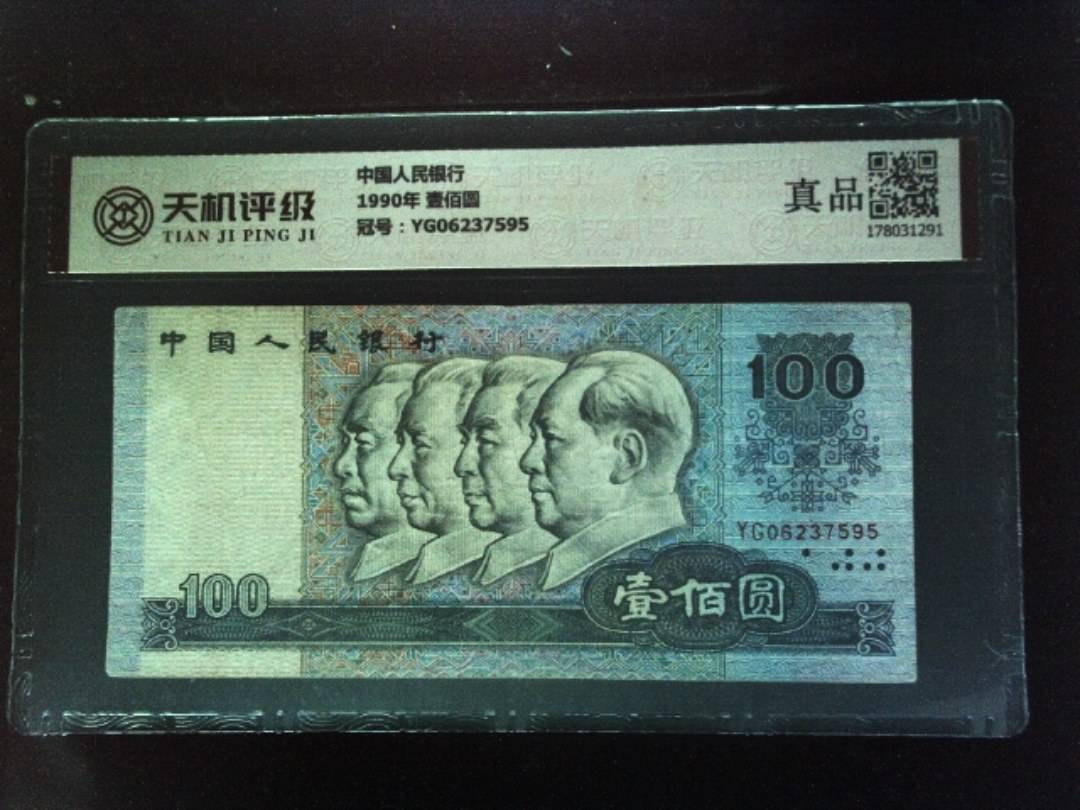 天机评级
TIAN JI PING JI
中国人民银行
1990年 壹佰圆
冠号：YG06237595
真品
178031291
中国人民银行
100
YG06237595
100
壹佰圆